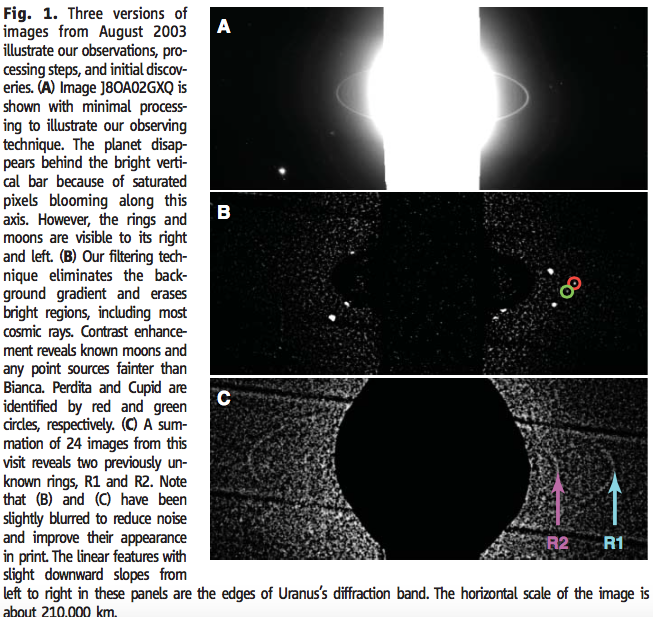 Fig. 1. Three versions of
images from August 2003
illustrate our observations, pro-
cessing steps, and initial discov-
eries. (A) Image J8OA02GXQ is
shown with minimal process-
ing to illustrate our observing
technique. The planet disap-
pears behind the bright verti-
cal bar because of saturated
pixels blooming along this
axis. However, the rings and
moons are visible to its right
and left. (B) Our filtering tech-
nique eliminates the back-
ground gradient and erases
bright regions, including most
cosmic rays. Contrast enhance-
ment reveals known moons and
any point sources fainter than
Bianca. Perdita and Cupid are
identified by red and green
circles, respectively. (C) A sum-
mation of 24 images from this
visit reveals two previously un-
known rings, R1 and R2. Note
that (B) and (C) have been
slightly blurred to reduce noise
and improve their appearance
in print. The linear features with
slight downward slopes from
left to right in these panels are the edges of Uranus's diffraction band. The horizontal scale of the image is
about 210,000 km.
A
B
C
R2
R1